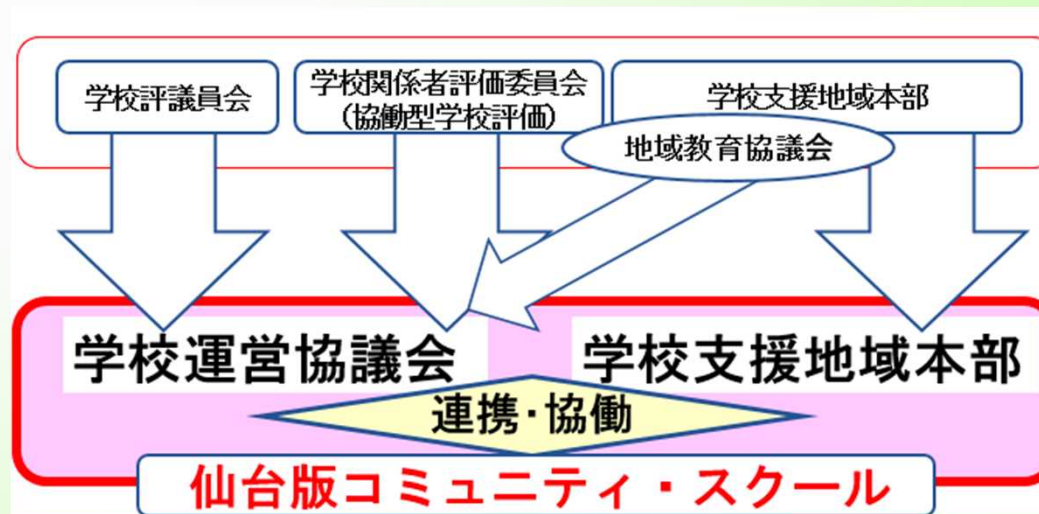 学校評議員会
学校関係者評価委員会
(協働型学校評価)
学校支援地域本部
地域教育協議会
学校運営協議会
学校支援地域本部
連携・協働
仙台版コミュニティ・スクール